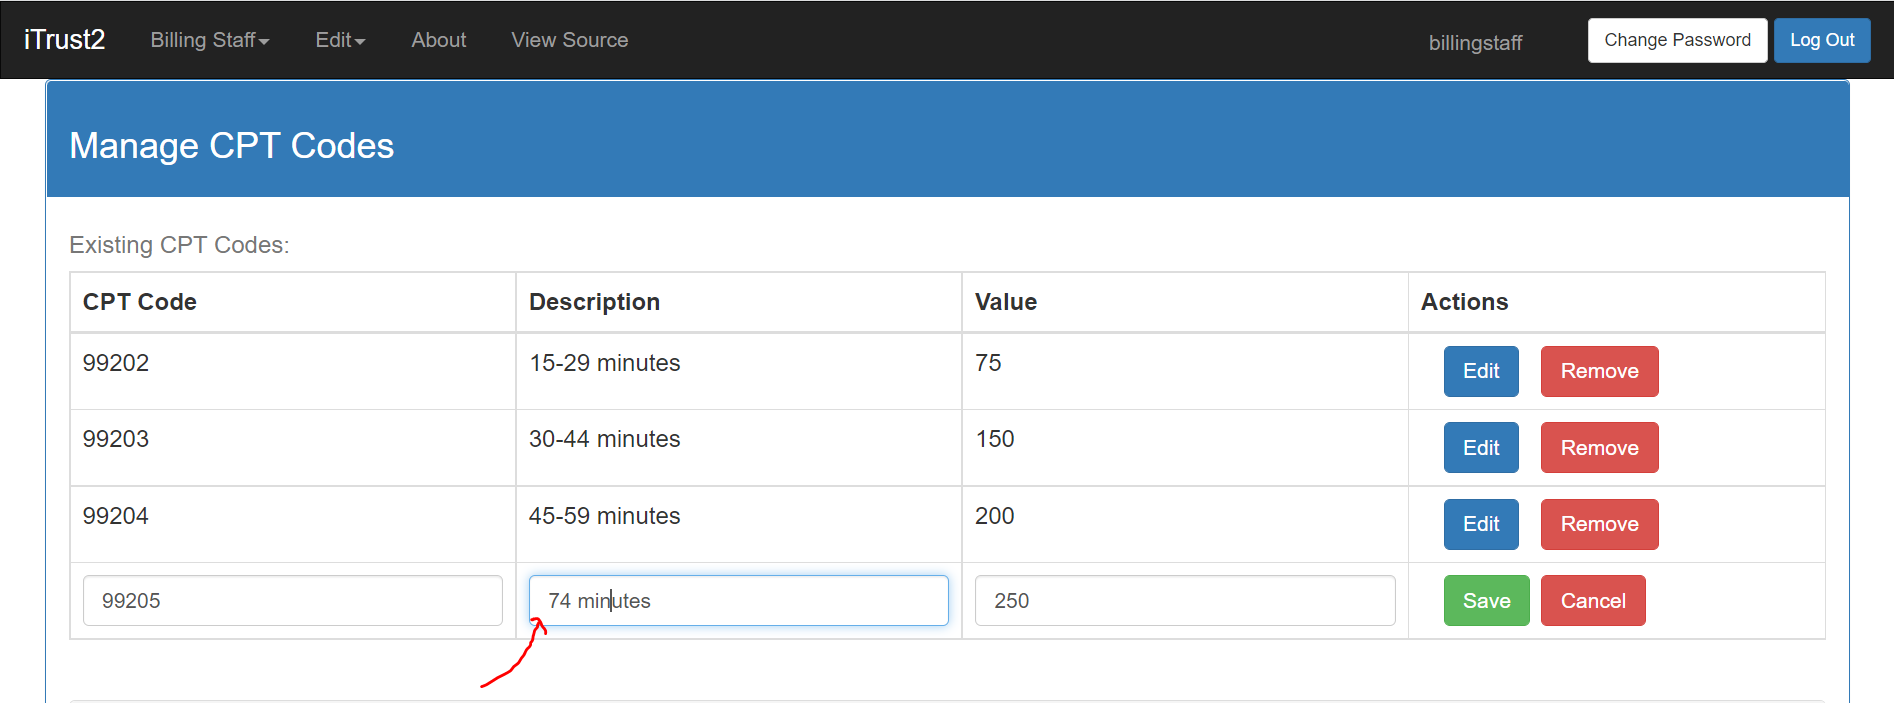 iTrust2 Billing Staff Edit About View Source billingstaff Change Password Log Out
Manage CPT Codes
Existing CPT Codes:
CPT Code Description Value Actions
99202 15-29 minutes 75 Edit Remove
99203 30-44 minutes 150 Edit Remove
99204 45-59 minutes 200 Edit Remove
99205 74 minutes 250 Save Cancel